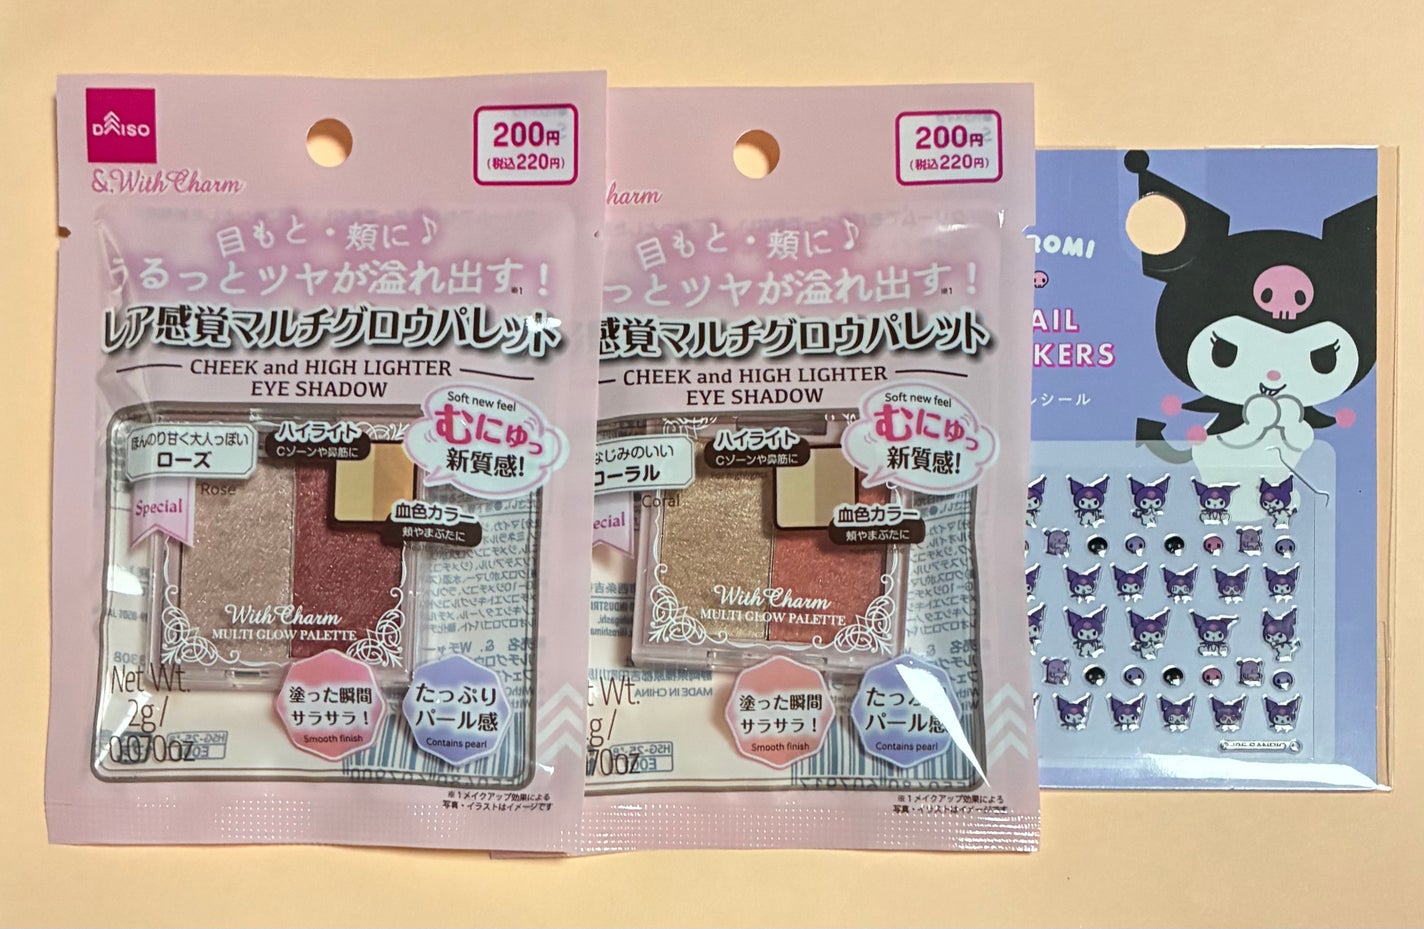 DAISO
&.With Charm
200円
(税込220円)
目もと・頬に♪
うるっとツヤが溢れ出す!
※1
レア感覚マルチグロウパレット
CHEEK and HIGH LIGHTER
EYE SHADOW
Soft new feel
むにゅっ
新質感!
ほんのり甘く大人っぽい
ローズ
Rose
Special
ハイライト
Cゾーンや鼻筋に
血色カラー
頬やまぶたに
With Charm
MULTI GLOW PALETTE
Net Wt.
2g/
0.070oz
塗った瞬間
サラサラ!
Smooth finish
たっぷり
パール感
Contains pearl
※1メイクアップ効果による
写真・イラストはイメージです
harm
200円
(税込220円)
目もと・頬に♪
っとツヤが溢れ出す!
※1
感覚マルチグロウパレット
CHEEK and HIGH LIGHTER
EYE SHADOW
Soft new feel
むにゅっ
新質感!
なじみのいい
コーラル
Coral
ecial
ハイライト
Cゾーンや鼻筋に
血色カラー
頬やまぶたに
With Charm
MULTI GLOW PALETTE
t Wt.
g/
70oz
MADE IN CHINA
塗った瞬間
サラサラ!
Smooth finish
たっ
パール感
Contains pearl
※1メイクアップ効果による
写真・イラストはイメージです
ROMI
AIL
KERS
ルシール